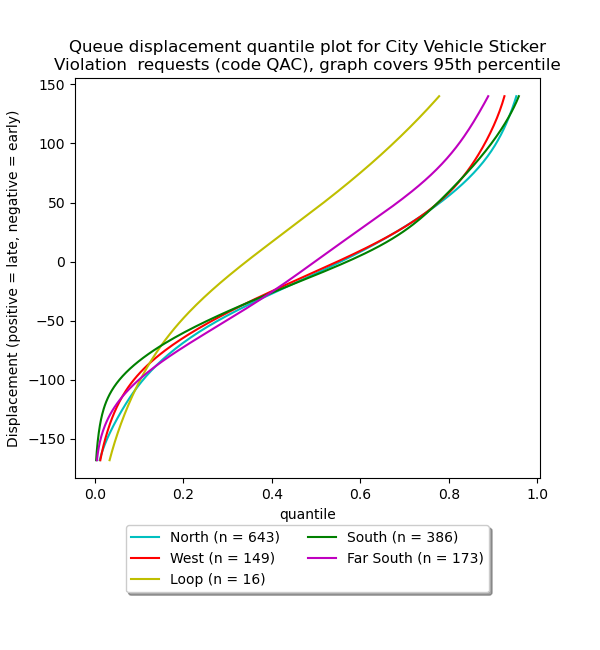 Queue displacement quantile plot for City Vehicle Sticker
Violation  requests (code QAC), graph covers 95th percentile
Displacement (positive = late, negative = early)
150
100
50
0
−50
−100
−150
0.0 0.2 0.4 0.6 0.8 1.0
quantile
North (n = 643)
West (n = 149)
Loop (n = 16)
South (n = 386)
Far South (n = 173)